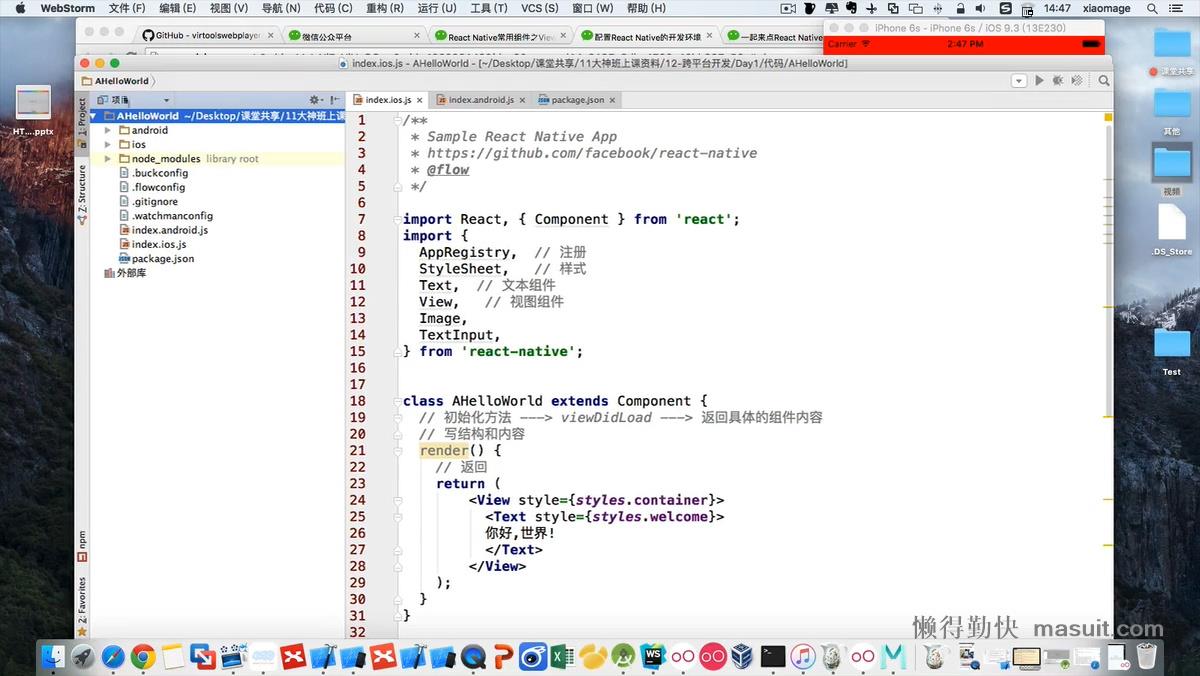 WebStorm 文件 (F) 编辑 (E) 视图 (V) 导航 (N) 代码 (C) 重构 (R) 运行 (U) 工具 (T) VCS (S) 窗口 (W) 帮助 (H) 14:47 xiaomage
GitHub - virtoolswebplayer 微信公众平台 React Native常用组件之View 配置React Native的开发环境 一起来点React Native
iPhone 6s - iPhone 6s / iOS 9.3 (13E230)
Carrier 2:47 PM
index.ios.js - AHelloWorld - [~/Desktop/课堂共享/11大神班上课资料/12-跨平台开发/Day1/代码/AHelloWorld]
AHelloWorld
项目
index.ios.js index.android.js package.json
1: Project
7: Structure
npm
2: Favorites
AHelloWorld ~/Desktop/课堂共享/11大神班上课
android
ios
node_modules library root
.buckconfig
.flowconfig
.gitignore
.watchmanconfig
index.android.js
index.ios.js
package.json
外部库
1 /**
2 * Sample React Native App
3 * https://github.com/facebook/react-native
4 * @flow
5 */
6
7 import React, { Component } from 'react';
8 import {
9 AppRegistry, // 注册
10 StyleSheet, // 样式
11 Text, // 文本组件
12 View, // 视图组件
13 Image,
14 TextInput,
15 } from 'react-native';
16
17
18 class AHelloWorld extends Component {
19 // 初始化方法 ---> viewDidLoad ---> 返回具体的组件内容
20 // 写结构和内容
21 render() {
22 // 返回
23 return (
24 <View style={styles.container}>
25 <Text style={styles.welcome}>
26 你好,世界!
27 </Text>
28 </View>
29 );
30 }
31 }
32
HT....pptx
课堂共享
其他
视频
.DS_Store
Test
懒得勤快 masuit.com
WS